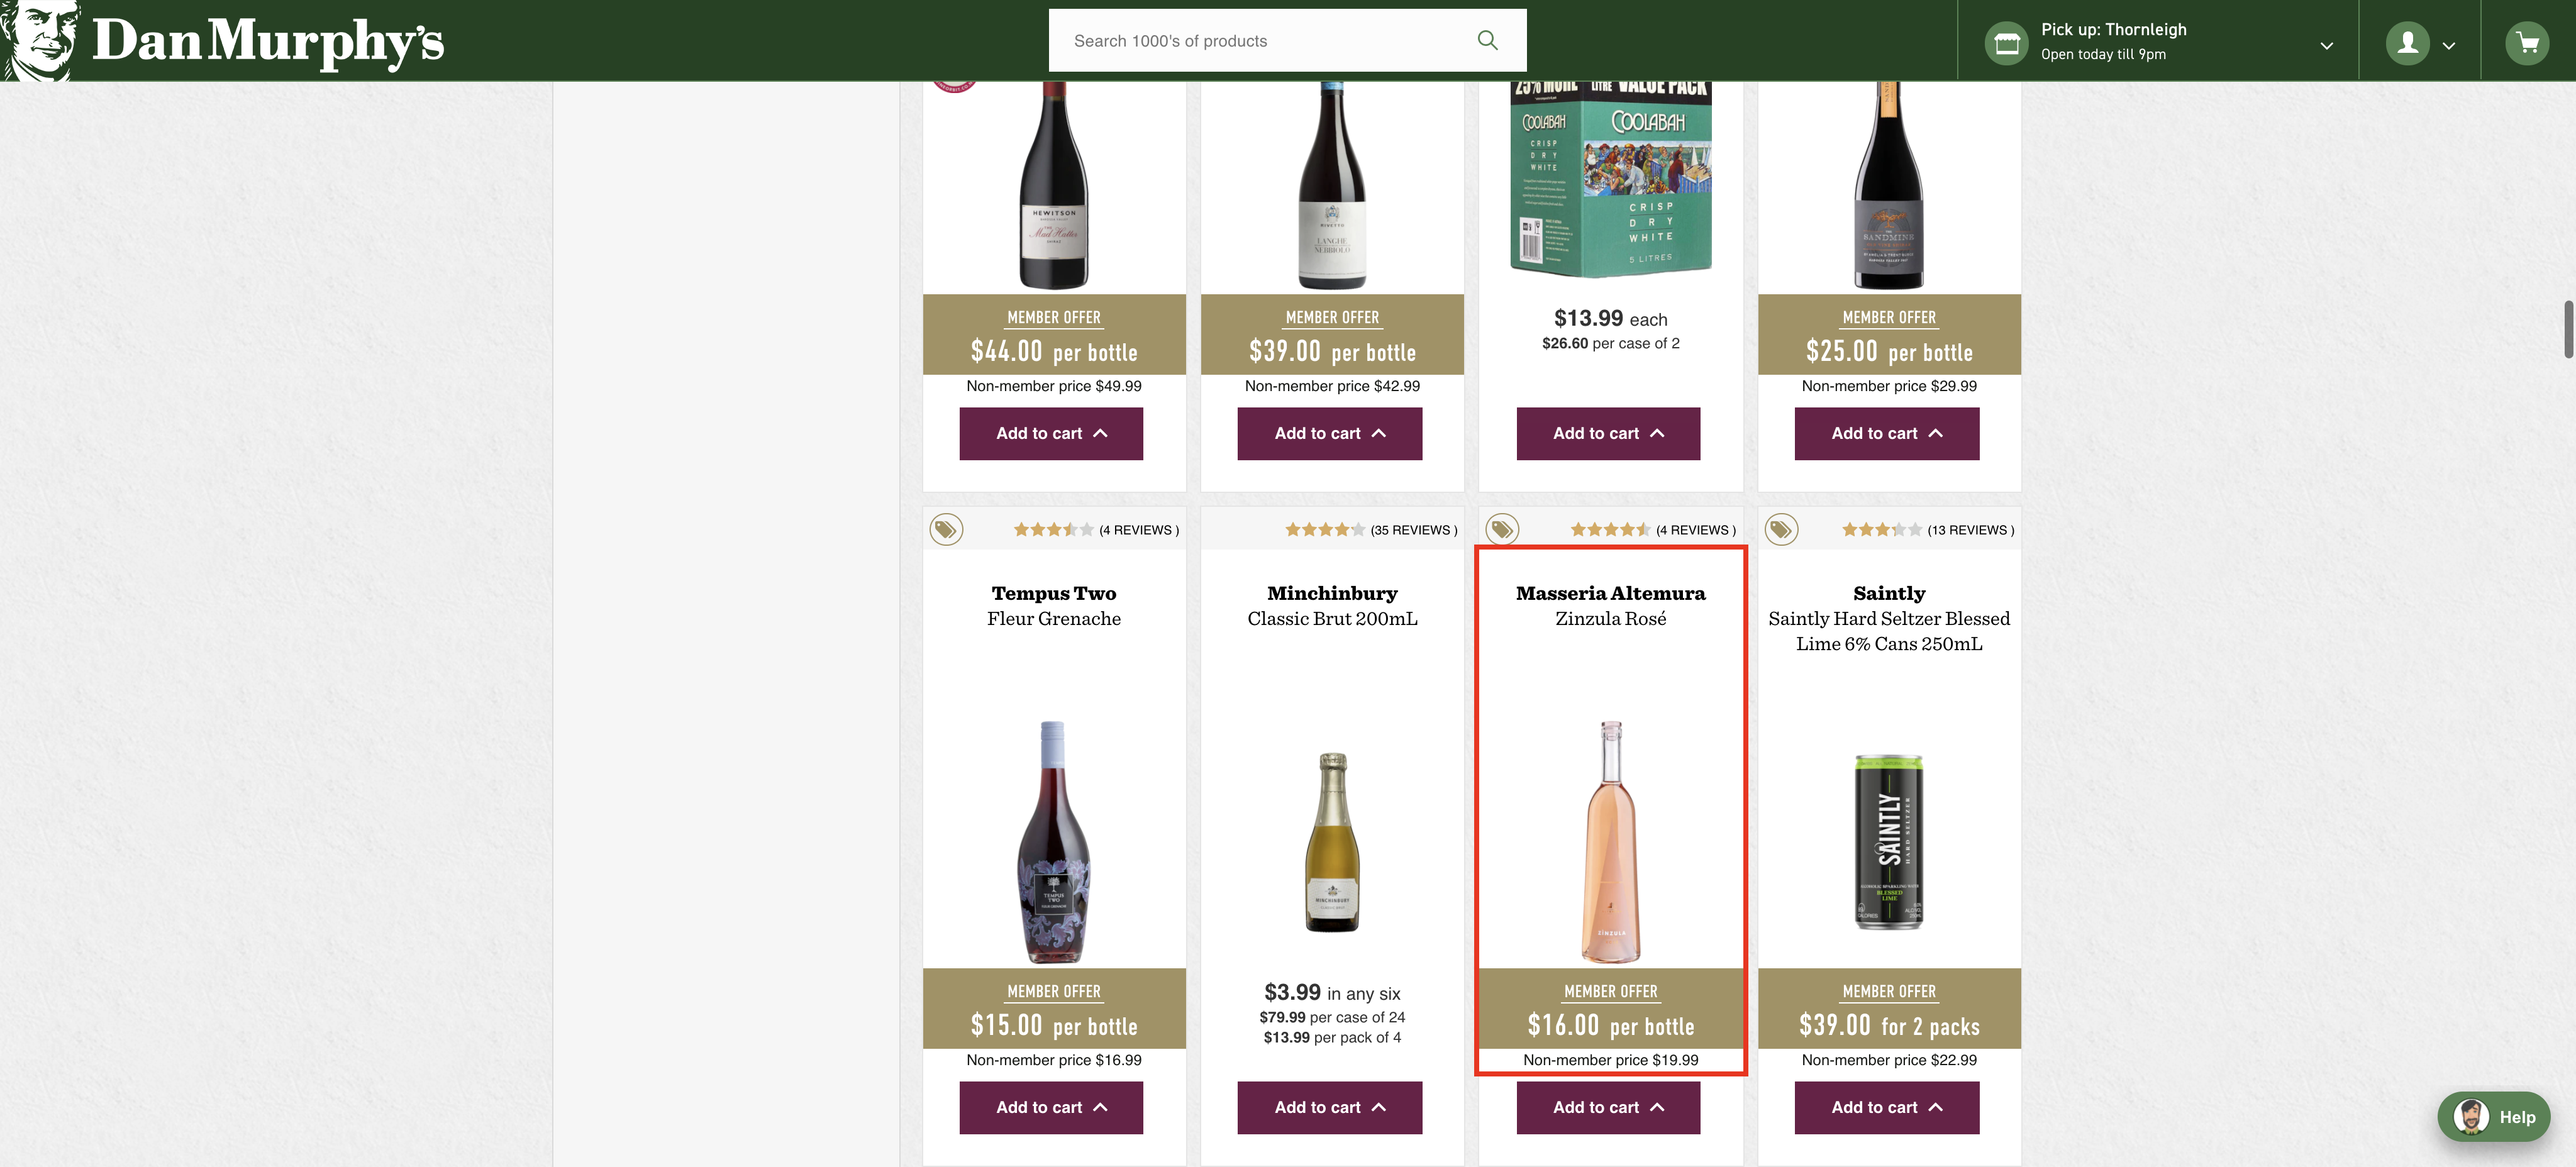 Dan Murphy's
Search 1000's of products
Pick up: Thornleigh
Open today till 9pm
HEWITSON
Mad Hatter
LANGHE
NEBBIOLO
25% MORE LITRE VALUE PACK
COOLABAH
COOLABAH
CRISP
DRY
WHITE
CRISP
DRY
WHITE
5 LITRES
SANDMINE
MEMBER OFFER
$44.00 per bottle
Non-member price $49.99
Add to cart
MEMBER OFFER
$39.00 per bottle
Non-member price $42.99
Add to cart
$13.99 each
$26.60 per case of 2
Add to cart
MEMBER OFFER
$25.00 per bottle
Non-member price $29.99
Add to cart
(4 REVIEWS )
Tempus Two
Fleur Grenache
TEMPUS
TWO
MEMBER OFFER
$15.00 per bottle
Non-member price $16.99
Add to cart
(35 REVIEWS )
Minchinbury
Classic Brut 200mL
MINCHINBURY
$3.99 in any six
$79.99 per case of 24
$13.99 per pack of 4
Add to cart
(4 REVIEWS )
Masseria Altemura
Zinzula Rosé
ZINZULA
MEMBER OFFER
$16.00 per bottle
Non-member price $19.99
Add to cart
(13 REVIEWS )
Saintly
Saintly Hard Seltzer Blessed
Lime 6% Cans 250mL
SAINTLY
HARD SELTZER
BLESSED
LIME
MEMBER OFFER
$39.00 for 2 packs
Non-member price $22.99
Add to cart
Help